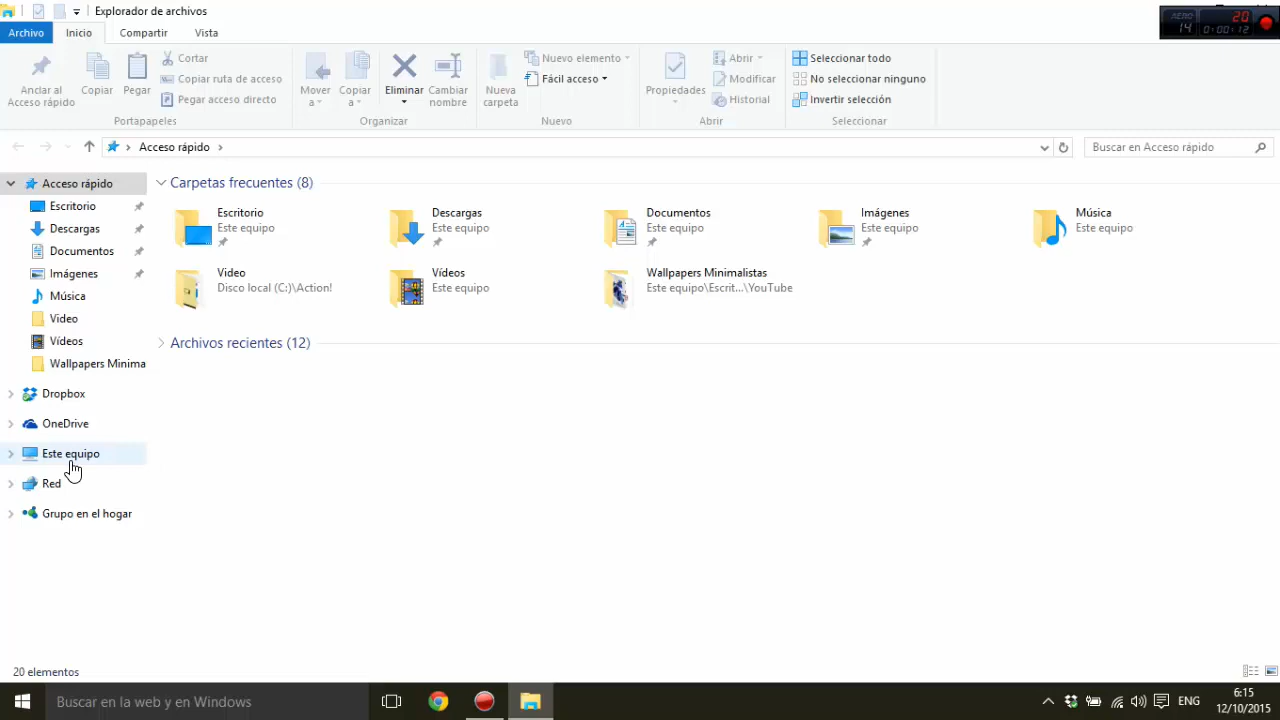 Explorador de archivos
AERO
14
20
0:00:12
Archivo
Inicio
Compartir
Vista
Anclar al
Acceso rápido
Copiar
Pegar
Cortar
Copiar ruta de acceso
Pegar acceso directo
Portapapeles
Mover
a
Copiar
a
Eliminar
Cambiar
nombre
Organizar
Nueva
carpeta
Nuevo elemento
Fácil acceso
Nuevo
Propiedades
Abrir
Modificar
Historial
Abrir
Seleccionar todo
No seleccionar ninguno
Invertir selección
Seleccionar
Acceso rápido
Buscar en Acceso rápido
Acceso rápido
Escritorio
Descargas
Documentos
Imágenes
Música
Video
Vídeos
Wallpapers Minima
Dropbox
OneDrive
Este equipo
Red
Grupo en el hogar
Carpetas frecuentes (8)
Escritorio
Este equipo
Descargas
Este equipo
Documentos
Este equipo
Imágenes
Este equipo
Música
Este equipo
Video
Disco local (C:)\Action!
Vídeos
Este equipo
Wallpapers Minimalistas
Este equipo\Escrit...\YouTube
Archivos recientes (12)
20 elementos
Buscar en la web y en Windows
ENG
6:15
12/10/2015